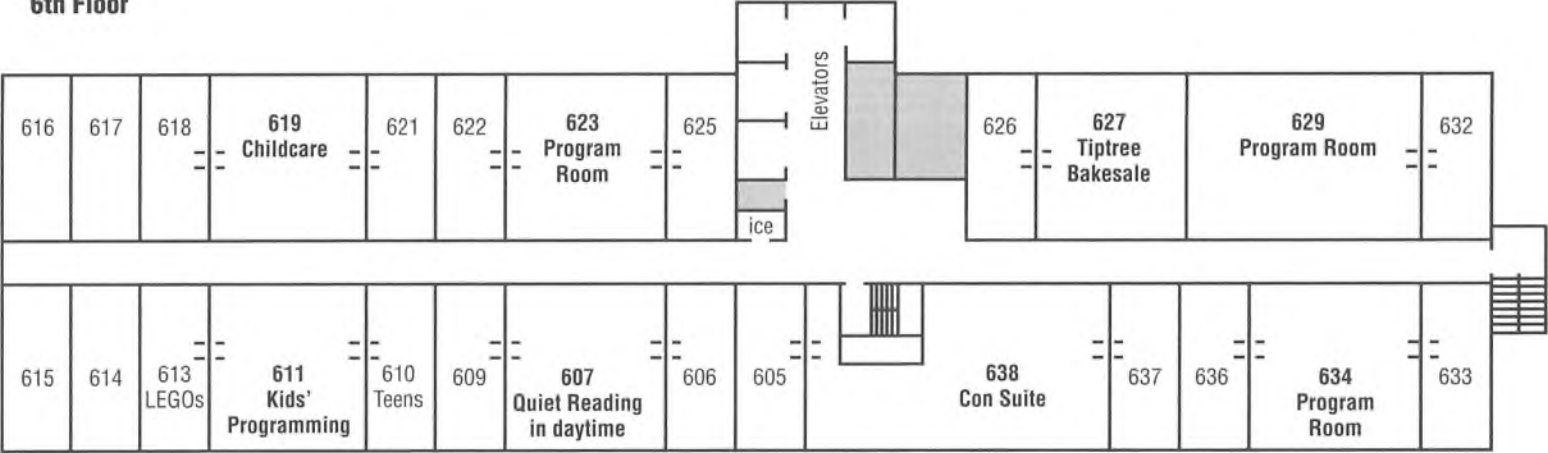 6th Floor
Elevators
616
617
618
619
Childcare
621
622
623
Program
Room
625
626
627
Tiptree
Bakesale
629
Program Room
632
ice
615
614
613
LEGOs
611
Kids'
Programming
610
Teens
609
607
Quiet Reading
in daytime
606
605
638
Con Suite
637
636
634
Program
Room
633